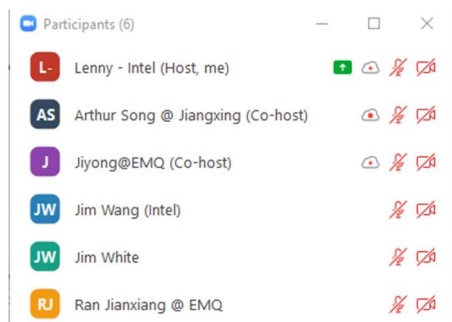 Participants (6)
L- Lenny - Intel (Host, me)
AS Arthur Song @ Jiangxing (Co-host)
J Jiyong@EMQ (Co-host)
JW Jim Wang (Intel)
JW Jim White
RJ Ran Jianxiang @ EMQ